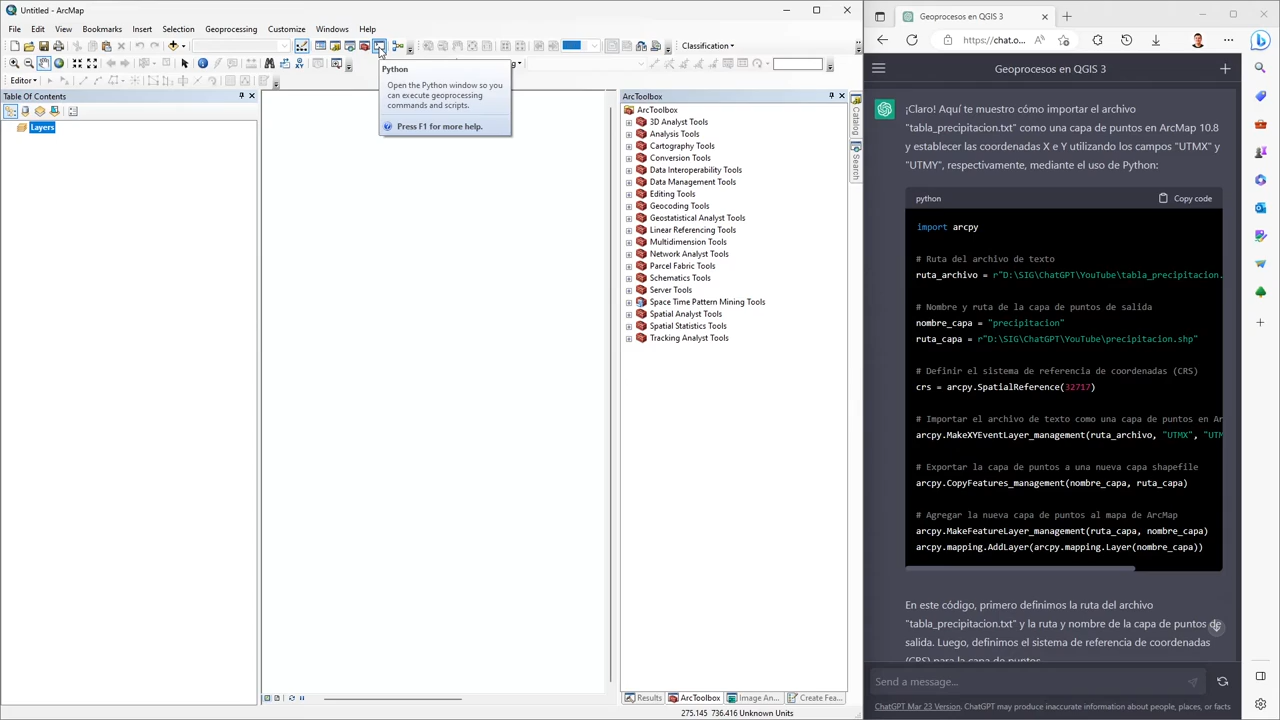 Untitled - ArcMap
File Edit View Bookmarks Insert Selection Geoprocessing Customize Windows Help
Classification
Editor
Python
Open the Python window so you
can execute geoprocessing
commands and scripts.
Press F1 for more help.
Table Of Contents
Layers
ArcToolbox
ArcToolbox
3D Analyst Tools
Analysis Tools
Cartography Tools
Conversion Tools
Data Interoperability Tools
Data Management Tools
Editing Tools
Geocoding Tools
Geostatistical Analyst Tools
Linear Referencing Tools
Multidimension Tools
Network Analyst Tools
Parcel Fabric Tools
Schematics Tools
Server Tools
Space Time Pattern Mining Tools
Spatial Analyst Tools
Spatial Statistics Tools
Tracking Analyst Tools
Catalog
Search
Results ArcToolbox Image An... Create Fea...
275.145 736.416 Unknown Units
Geoprocesos en QGIS 3
https://chat.o...
Geoprocesos en QGIS 3
¡Claro! Aquí te muestro cómo importar el archivo
"tabla_precipitacion.txt" como una capa de puntos en ArcMap 10.8
y establecer las coordenadas X e Y utilizando los campos "UTMX" y
"UTMY", respectivamente, mediante el uso de Python:
python Copy code
import arcpy
# Ruta del archivo de texto
ruta_archivo = r"D:\SIG\ChatGPT\YouTube\tabla_precipitacion.
# Nombre y ruta de la capa de puntos de salida
nombre_capa = "precipitacion"
ruta_capa = r"D:\SIG\ChatGPT\YouTube\precipitacion.shp"
# Definir el sistema de referencia de coordenadas (CRS)
crs = arcpy.SpatialReference(32717)
# Importar el archivo de texto como una capa de puntos en Ar
arcpy.MakeXYEventLayer_management(ruta_archivo, "UTMX", "UTM
# Exportar la capa de puntos a una nueva capa shapefile
arcpy.CopyFeatures_management(nombre_capa, ruta_capa)
# Agregar la nueva capa de puntos al mapa de ArcMap
arcpy.MakeFeatureLayer_management(ruta_capa, nombre_capa)
arcpy.mapping.AddLayer(arcpy.mapping.Layer(nombre_capa))
En este código, primero definimos la ruta del archivo
"tabla_precipitacion.txt" y la ruta y nombre de la capa de puntos de
salida. Luego, definimos el sistema de referencia de coordenadas
(CRS) para la capa de puntos.
Send a message...
ChatGPT Mar 23 Version. ChatGPT may produce inaccurate information about people, places, or facts